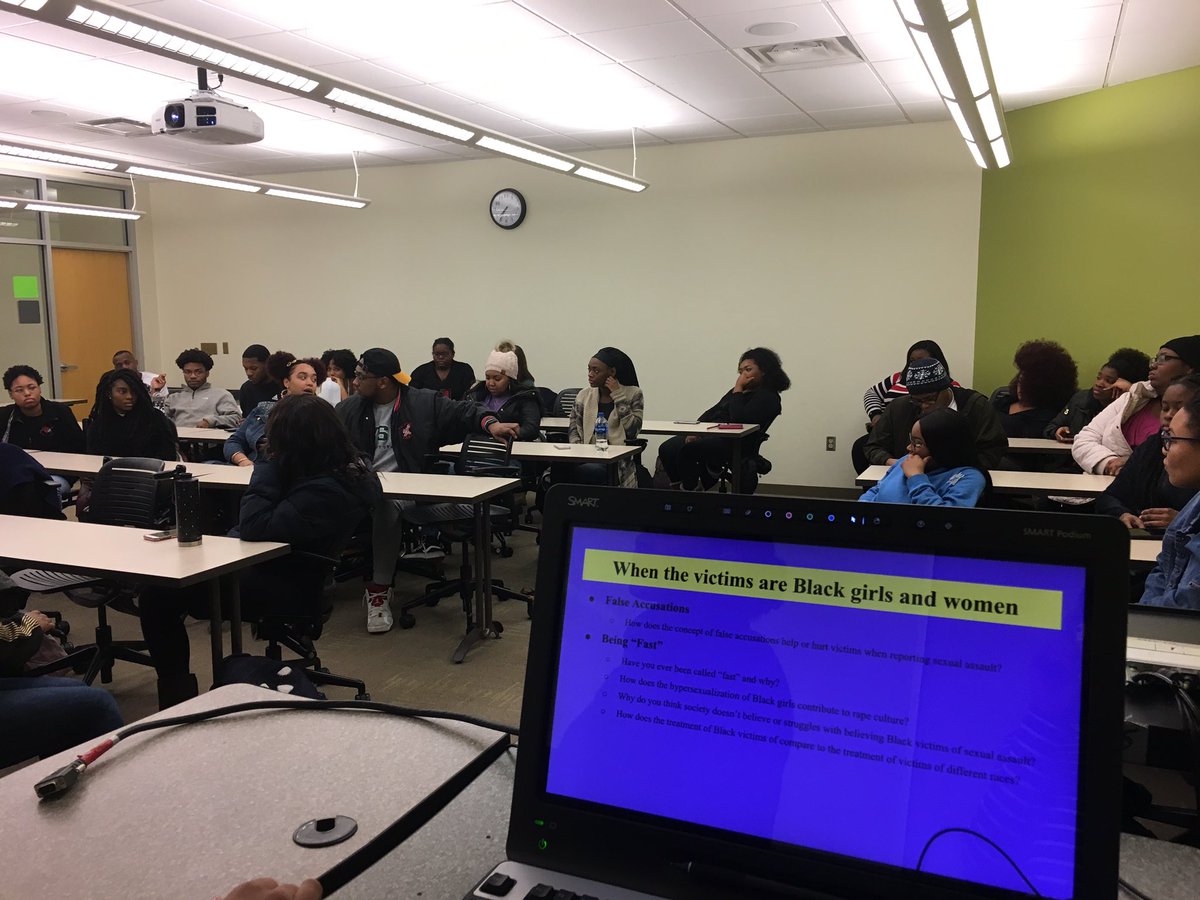 SMART
SMART Podium
When the victims are Black girls and women
● False Accusations
○ How does the concept of false accusations help or hurt victims when reporting sexual assault?
● Being “Fast”
○ Have you ever been called “fast” and why?
○ How does the hypersexualization of Black girls contribute to rape culture?
○ Why do you think society doesn’t believe or struggles with believing Black victims of sexual assault?
○ How does the treatment of Black victims of compare to the treatment of victims of different races?